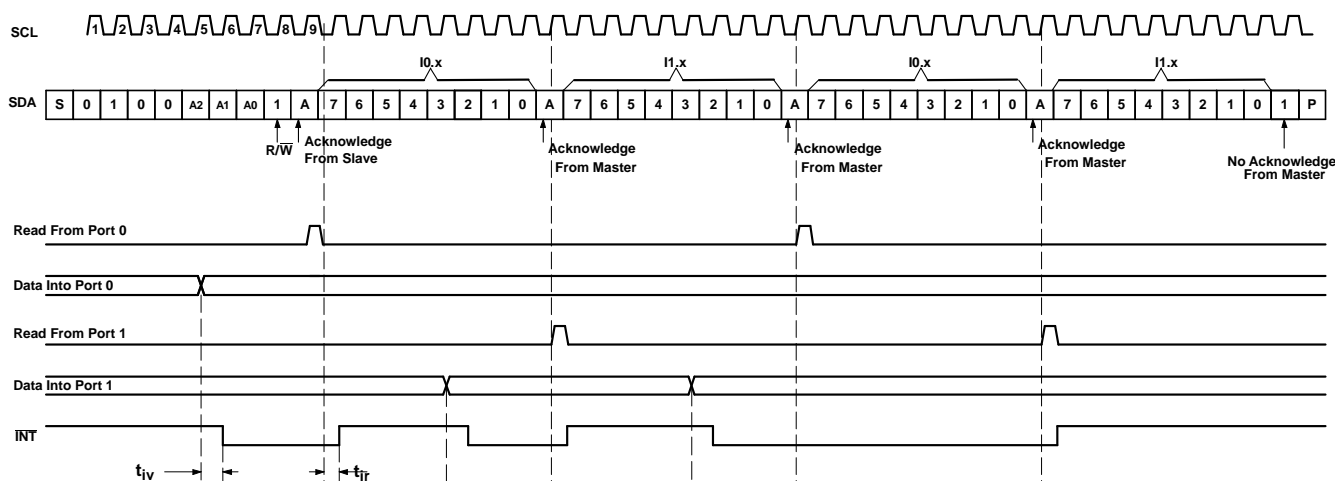 SCL 1 2 3 4 5 6 7 8 9
I0.x I1.x I0.x I1.x
SDA S 0 1 0 0 A2 A1 A0 1 A 7 6 5 4 3 2 1 0 A 7 6 5 4 3 2 1 0 A 7 6 5 4 3 2 1 0 A 7 6 5 4 3 2 1 0 1 P
R/W̅
Acknowledge
From Slave
Acknowledge
From Master
Acknowledge
From Master
Acknowledge
From Master
No Acknowledge
From Master
Read From Port 0
Data Into Port 0
Read From Port 1
Data Into Port 1
I̅N̅T̅
tiv tir